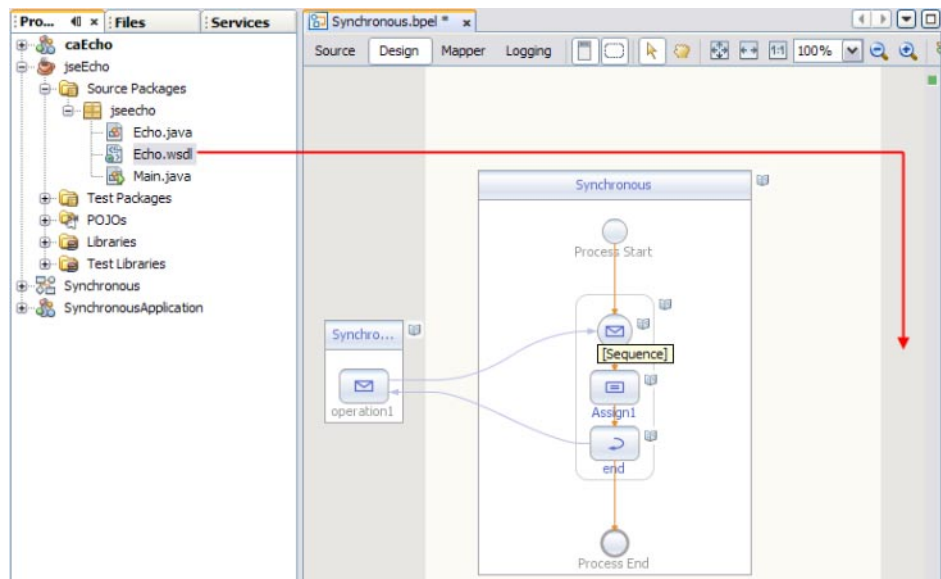 Pro... Files Services
Synchronous.bpel *
Source Design Mapper Logging 1:1 100%
caEcho
jseEcho
Source Packages
jseecho
Echo.java
Echo.wsdl
Main.java
Test Packages
POJOs
Libraries
Test Libraries
Synchronous
SynchronousApplication
Synchronous
Process Start
[Sequence]
Synchro...
operation1
Assign1
end
Process End